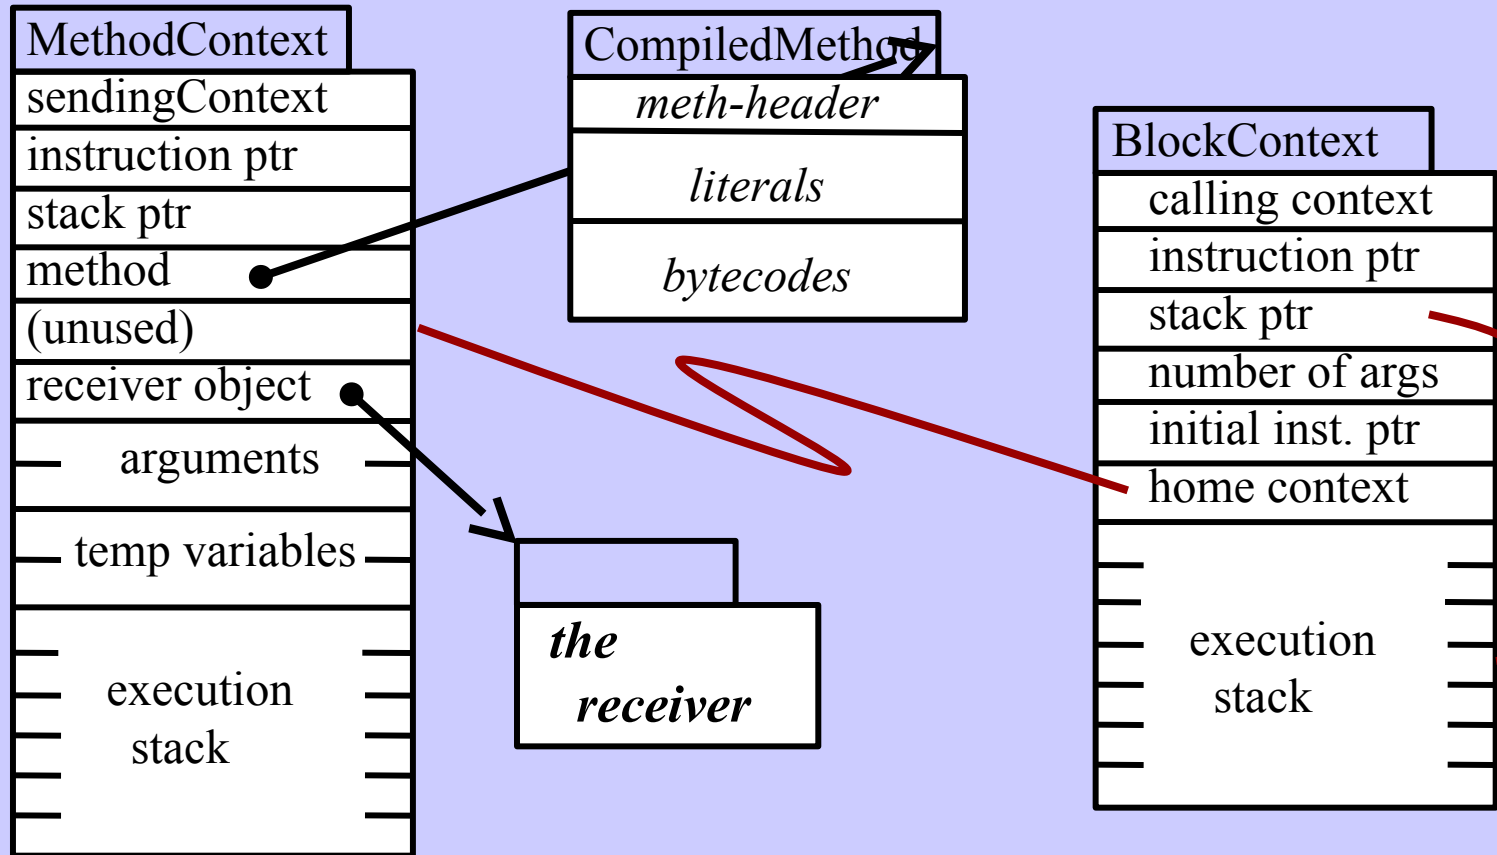 MethodContext
sendingContext
instruction ptr
stack ptr
method
(unused)
receiver object
arguments
temp variables
execution
stack
CompiledMethod
meth-header
literals
bytecodes
the
receiver
BlockContext
calling context
instruction ptr
stack ptr
number of args
initial inst. ptr
home context
execution
stack